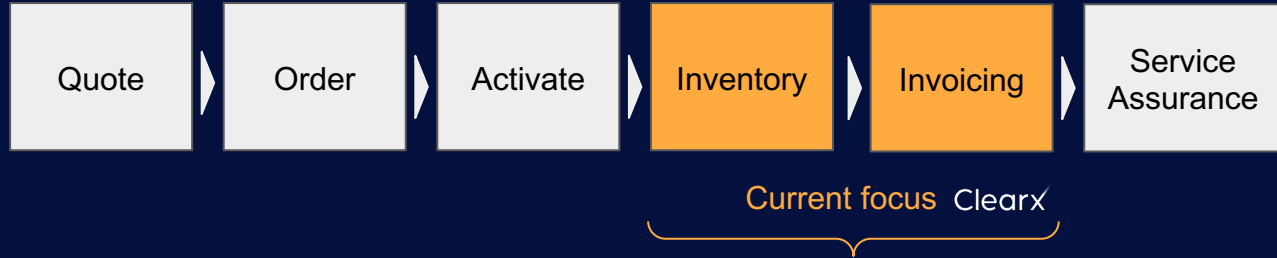 Quote
Order
Activate
Inventory
Invoicing
Service
Assurance
Current focus Clearx